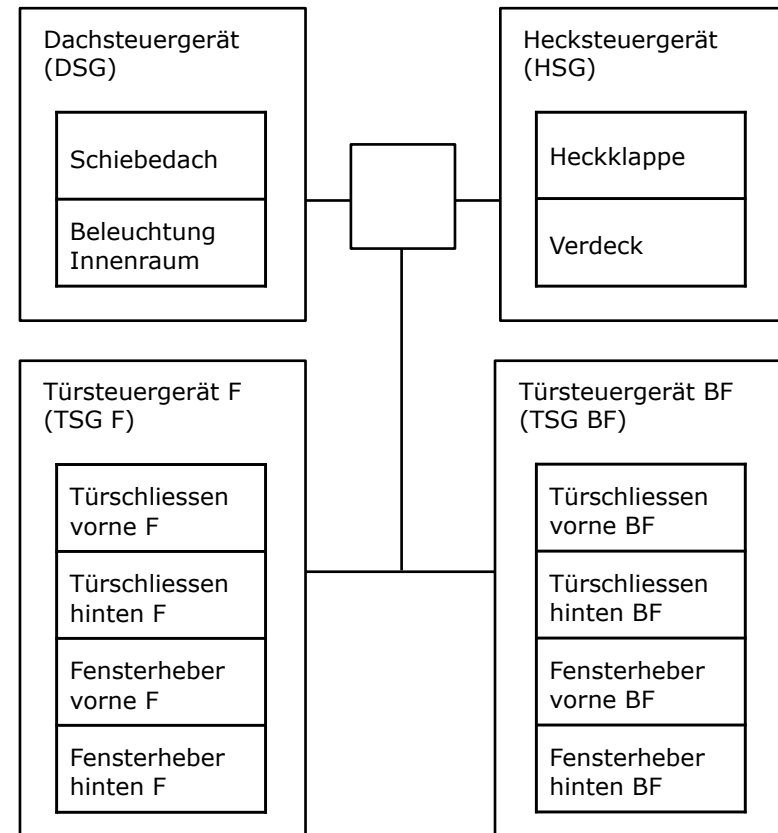 Dachsteuergerät
(DSG)
Schiebedach
Beleuchtung
Innenraum
Hecksteuergerät
(HSG)
Heckklappe
Verdeck
Türsteuergerät F
(TSG F)
Türschliessen
vorne F
Türschliessen
hinten F
Fensterheber
vorne F
Fensterheber
hinten F
Türsteuergerät BF
(TSG BF)
Türschliessen
vorne BF
Türschliessen
hinten BF
Fensterheber
vorne BF
Fensterheber
hinten BF